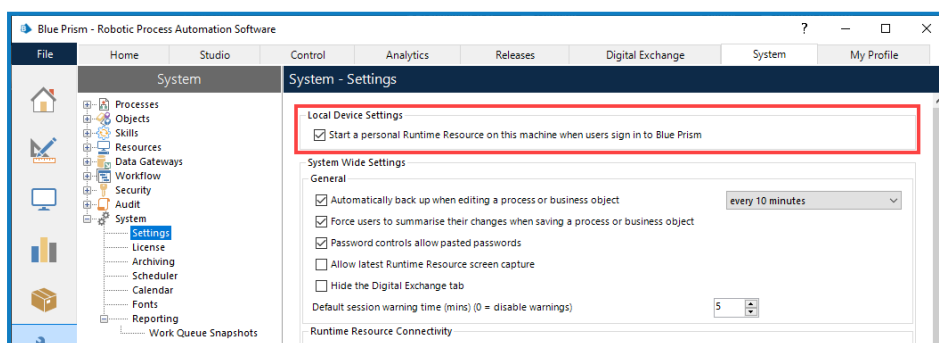 Blue Prism - Robotic Process Automation Software
File Home Studio Control Analytics Releases Digital Exchange System My Profile
System
System - Settings
Processes
Objects
Skills
Resources
Data Gateways
Workflow
Security
Audit
System
Settings
License
Archiving
Scheduler
Calendar
Fonts
Reporting
Work Queue Snapshots
Local Device Settings
Start a personal Runtime Resource on this machine when users sign in to Blue Prism
System Wide Settings
General
Automatically back up when editing a process or business object every 10 minutes
Force users to summarise their changes when saving a process or business object
Password controls allow pasted passwords
Allow latest Runtime Resource screen capture
Hide the Digital Exchange tab
Default session warning time (mins) (0 = disable warnings) 5
Runtime Resource Connectivity